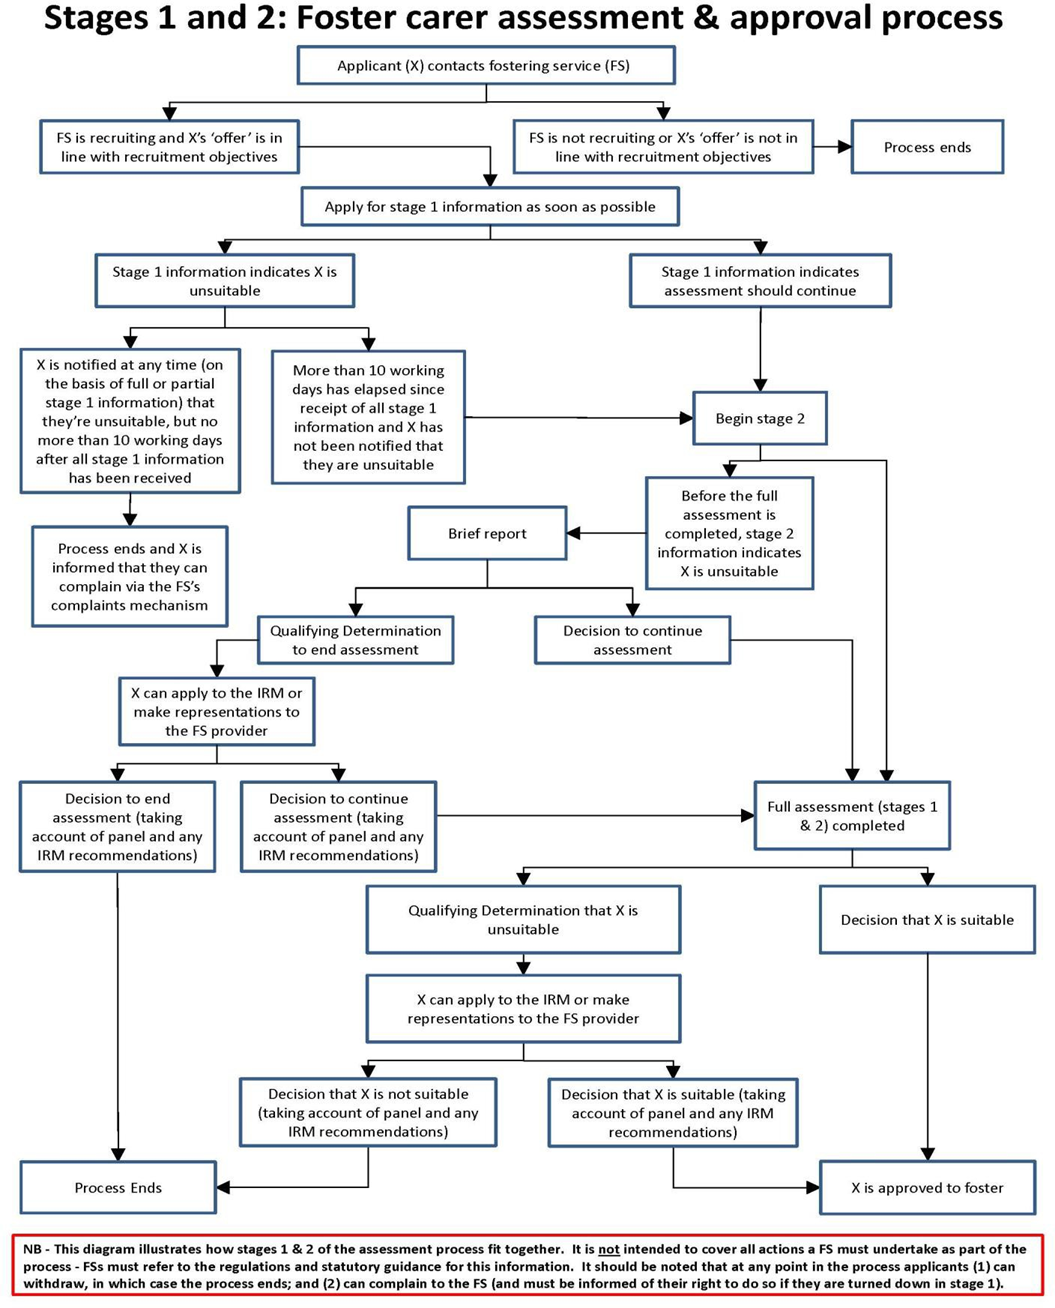 Stages 1 and 2: Foster carer assessment & approval process
Applicant (X) contacts fostering service (FS)
FS is recruiting and X’s ‘offer’ is in
line with recruitment objectives
FS is not recruiting or X’s ‘offer’ is not in
line with recruitment objectives
Process ends
Apply for stage 1 information as soon as possible
Stage 1 information indicates X is
unsuitable
Stage 1 information indicates
assessment should continue
X is notified at any time (on
the basis of full or partial
stage 1 information) that
they’re unsuitable, but no
more than 10 working days
after all stage 1 information
has been received
More than 10 working
days has elapsed since
receipt of all stage 1
information and X has
not been notified that
they are unsuitable
Begin stage 2
Before the full
assessment is
completed, stage 2
information indicates
X is unsuitable
Brief report
Process ends and X is
informed that they can
complain via the FS’s
complaints mechanism
Qualifying Determination
to end assessment
Decision to continue
assessment
X can apply to the IRM or
make representations to
the FS provider
Decision to end
assessment (taking
account of panel and any
IRM recommendations)
Decision to continue
assessment (taking
account of panel and any
IRM recommendations)
Full assessment (stages 1
& 2) completed
Qualifying Determination that X is
unsuitable
Decision that X is suitable
X can apply to the IRM or make
representations to the FS provider
Decision that X is not suitable
(taking account of panel and any
IRM recommendations)
Decision that X is suitable (taking
account of panel and any IRM
recommendations)
Process Ends
X is approved to foster
NB - This diagram illustrates how stages 1 & 2 of the assessment process fit together. It is not intended to cover all actions a FS must undertake as part of the
process - FSs must refer to the regulations and statutory guidance for this information. It should be noted that at any point in the process applicants (1) can
withdraw, in which case the process ends; and (2) can complain to the FS (and must be informed of their right to do so if they are turned down in stage 1).